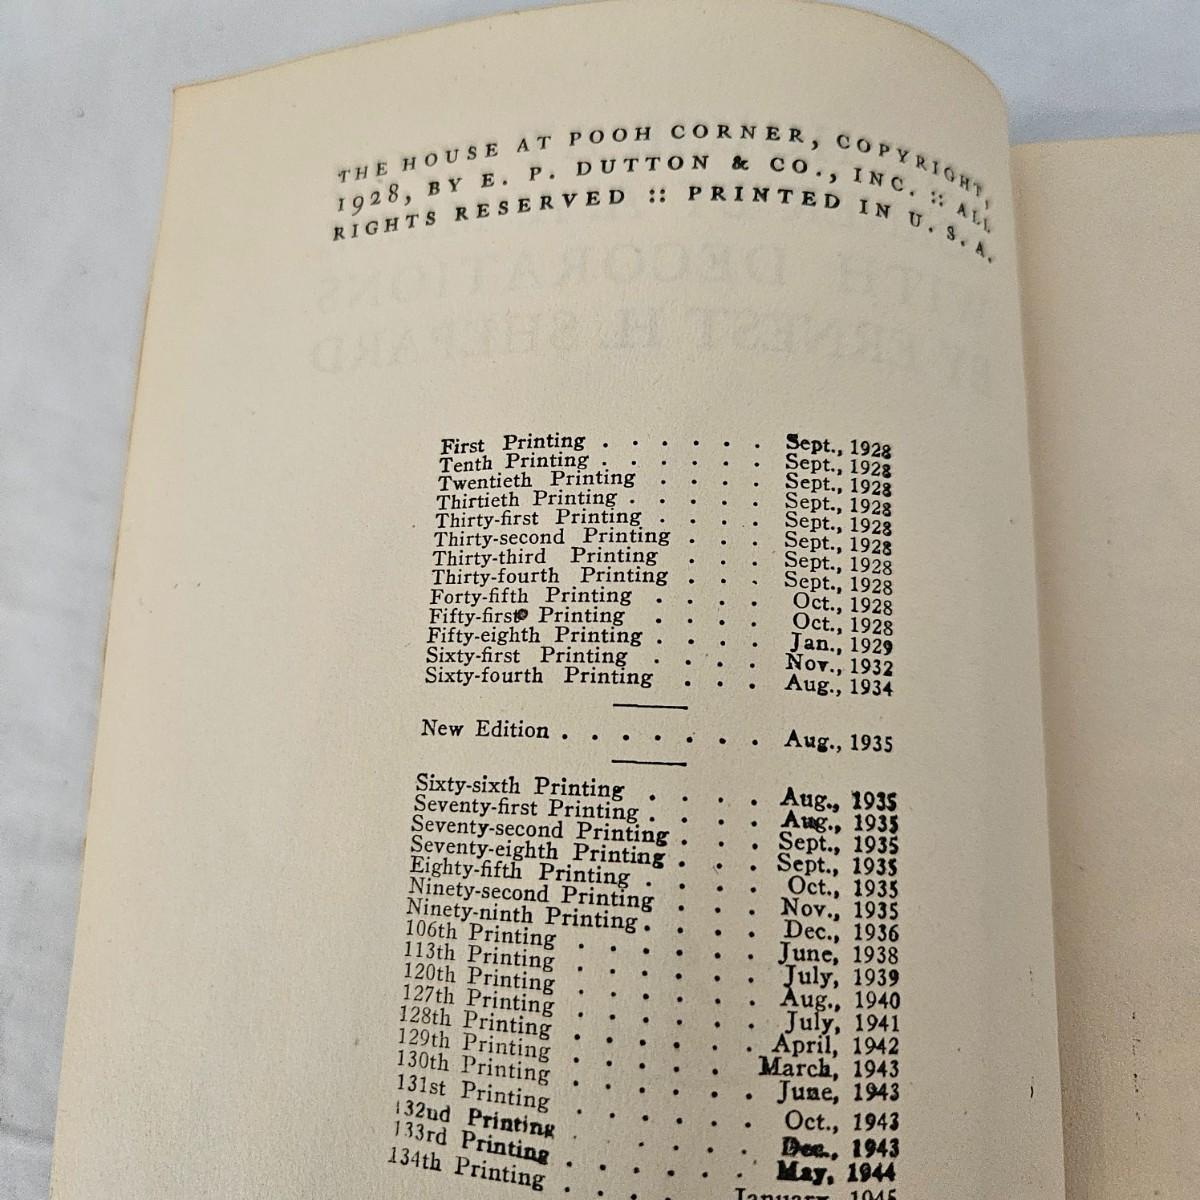 THE HOUSE AT POOH CORNER, COPYRIGHT,
1928, BY E. P. DUTTON & CO., INC. :: ALL
RIGHTS RESERVED :: PRINTED IN U. S. A.
First Printing . . . . . . Sept., 1928
Tenth Printing . . . . . . Sept., 1928
Twentieth Printing . . . . Sept., 1928
Thirtieth Printing . . . . . Sept., 1928
Thirty-first Printing . . . . Sept., 1928
Thirty-second Printing . . . Sept., 1928
Thirty-third Printing . . . Sept., 1928
Thirty-fourth Printing . . . Sept., 1928
Forty-fifth Printing . . . . Oct., 1928
Fifty-first Printing . . . . Oct., 1928
Fifty-eighth Printing . . . . Jan., 1929
Sixty-first Printing . . . . Nov., 1932
Sixty-fourth Printing . . . Aug., 1934
New Edition . . . . . . . Aug., 1935
Sixty-sixth Printing . . . . Aug., 1935
Seventy-first Printing . . . . Aug., 1935
Seventy-second Printing . . . Sept., 1935
Seventy-eighth Printing . . . Sept., 1935
Eighty-fifth Printing . . . . Oct., 1935
Ninety-second Printing . . . Nov., 1935
Ninety-ninth Printing . . . . Dec., 1936
106th Printing . . . . . . June, 1938
113th Printing . . . . . . July, 1939
120th Printing . . . . . . Aug., 1940
127th Printing . . . . . . July, 1941
128th Printing . . . . . . April, 1942
129th Printing . . . . . March, 1943
130th Printing . . . . . . June, 1943
131st Printing . . . . . . Oct., 1943
132nd Printing . . . . . Dec., 1943
133rd Printing . . . . . . May, 1944
134th Printing . . . . . January, 1945